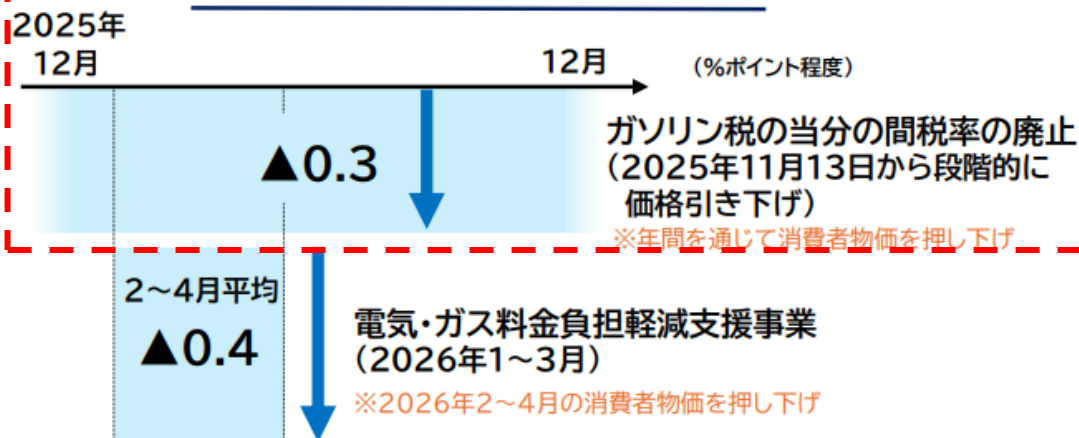 2025年
12月
12月
（%ポイント程度）
▲0.3
ガソリン税の当分の間税率の廃止
（2025年11月13日から段階的に
価格引き下げ）
※年間を通じて消費者物価を押し下げ
2～4月平均
▲0.4
電気・ガス料金負担軽減支援事業
（2026年1～3月）
※2026年2～4月の消費者物価を押し下げ